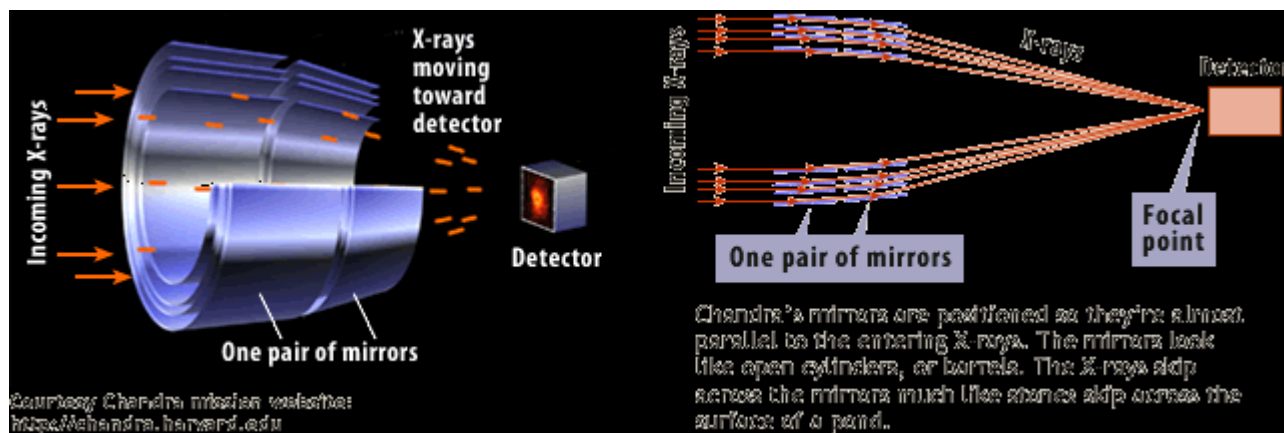 Incoming X-rays
X-rays
moving
toward
detector
Detector
One pair of mirrors
Courtesy Chandra mission website:
http://chandra.harvard.edu
Incoming X-rays
X-rays
Detector
Focal
point
One pair of mirrors
Chandra's mirrors are positioned so they're almost
parallel to the entering X-rays. The mirrors look
like open cylinders, or barrels. The X-rays skip
across the mirrors much like stones skip across the
surface of a pond.